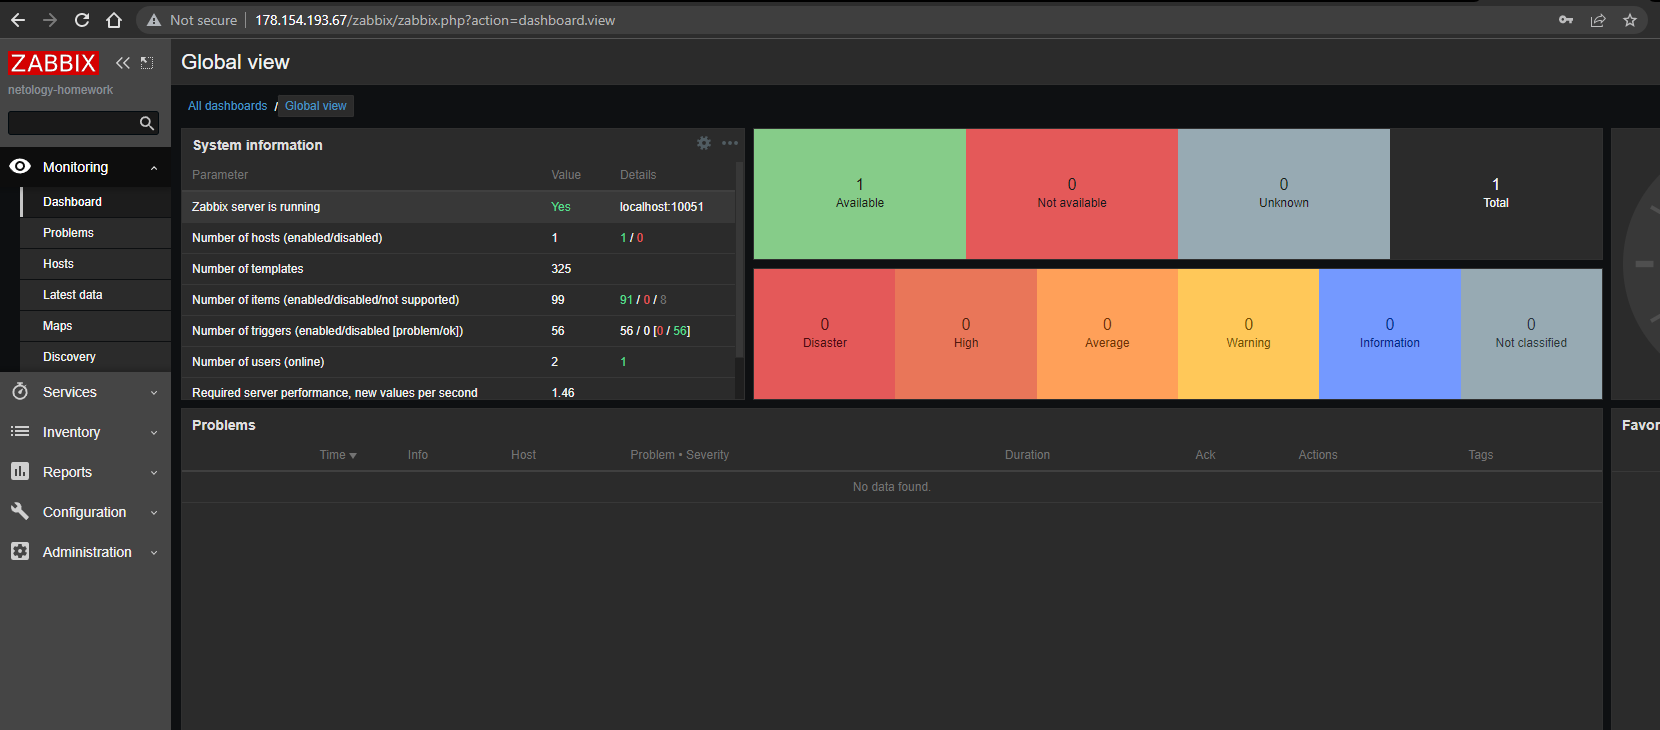 Not secure 178.154.193.67/zabbix/zabbix.php?action=dashboard.view
ZABBIX
netology-homework
Monitoring
Dashboard
Problems
Hosts
Latest data
Maps
Discovery
Services
Inventory
Reports
Configuration
Administration
Global view
All dashboards / Global view
System information
Parameter Value Details
Zabbix server is running Yes localhost:10051
Number of hosts (enabled/disabled) 1 1 / 0
Number of templates 325
Number of items (enabled/disabled/not supported) 99 91 / 0 / 8
Number of triggers (enabled/disabled [problem/ok]) 56 56 / 0 [0 / 56]
Number of users (online) 2 1
Required server performance, new values per second 1.46
1 0 0 1
Available Not available Unknown Total
0 0 0 0 0 0
Disaster High Average Warning Information Not classified
Problems
Time Info Host Problem • Severity Duration Ack Actions Tags
No data found.
Favor